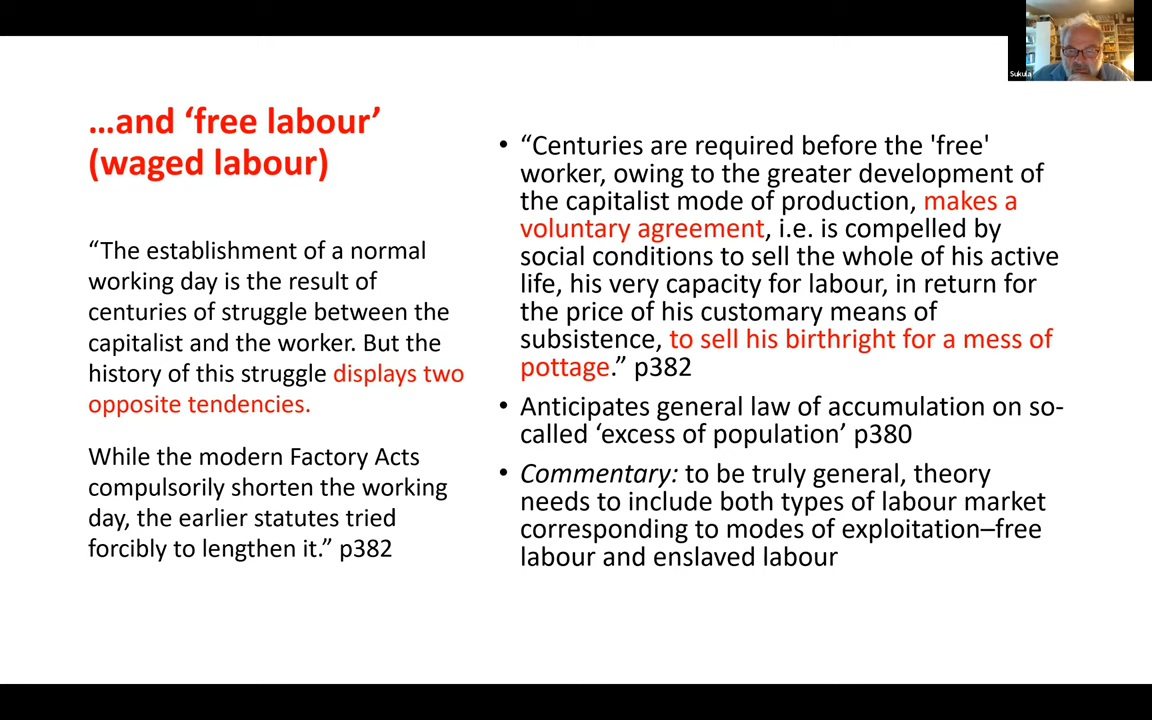 …and ‘free labour’
(waged labour)
“The establishment of a normal
working day is the result of
centuries of struggle between the
capitalist and the worker. But the
history of this struggle displays two
opposite tendencies.
While the modern Factory Acts
compulsorily shorten the working
day, the earlier statutes tried
forcibly to lengthen it.” p382
• “Centuries are required before the 'free'
worker, owing to the greater development of
the capitalist mode of production, makes a
voluntary agreement, i.e. is compelled by
social conditions to sell the whole of his active
life, his very capacity for labour, in return for
the price of his customary means of
subsistence, to sell his birthright for a mess of
pottage.” p382
• Anticipates general law of accumulation on so-
called ‘excess of population’ p380
• Commentary: to be truly general, theory
needs to include both types of labour market
corresponding to modes of exploitation–free
labour and enslaved labour
Sukula